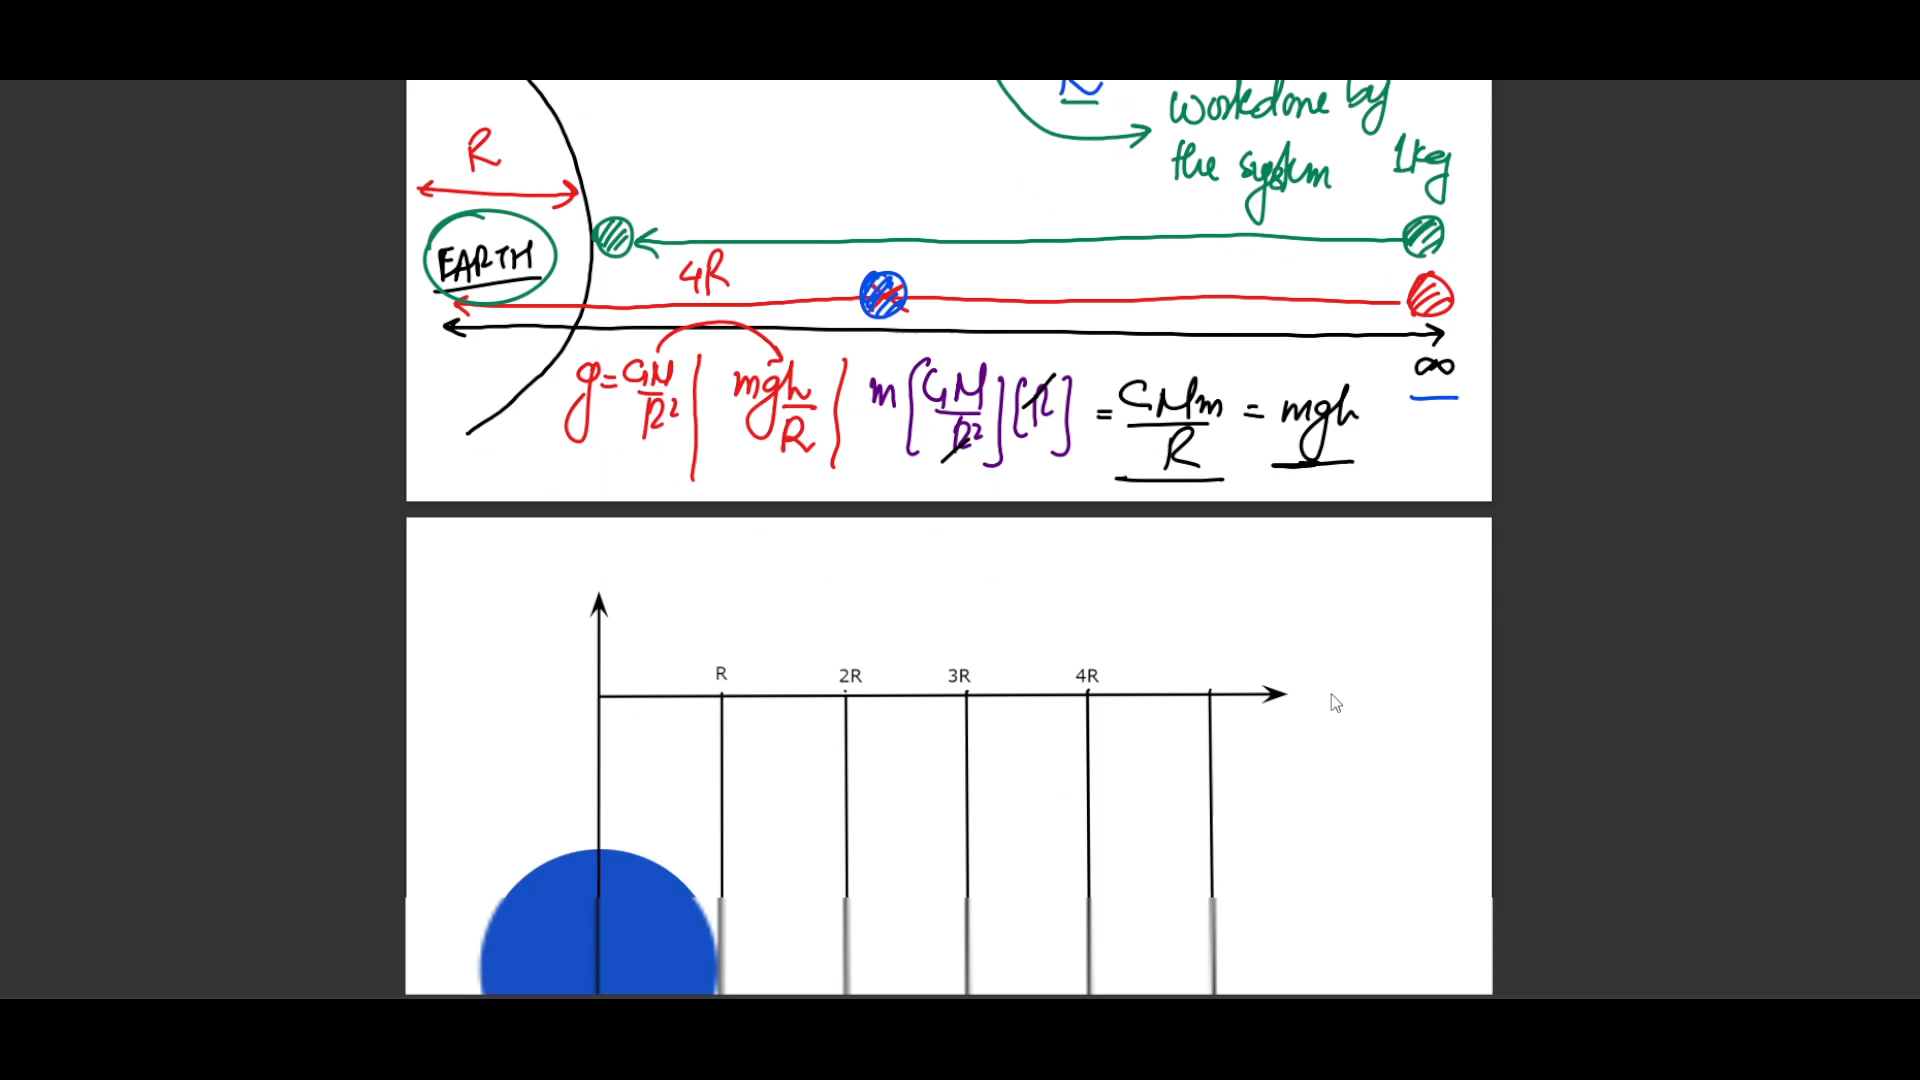 workdone by
the system
1kg
R
EARTH
4R
∞
g = GM/R² | mgh/R | m[GM/R²][R] = GMm/R = mgh
R 2R 3R 4R